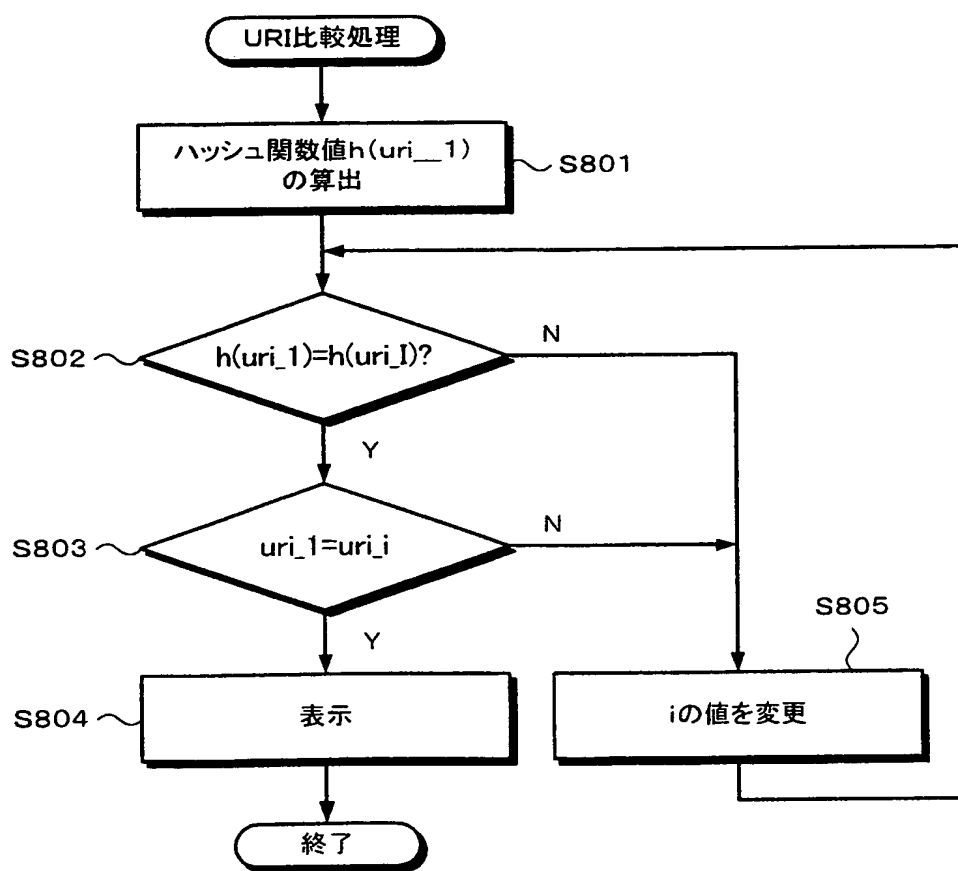 URI比較処理
ハッシュ関数値h(uri__1)
の算出
S801
S802
h(uri_1)=h(uri_I)?
N
Y
S803
uri_1=uri_i
N
Y
S805
S804
表示
iの値を変更
終了